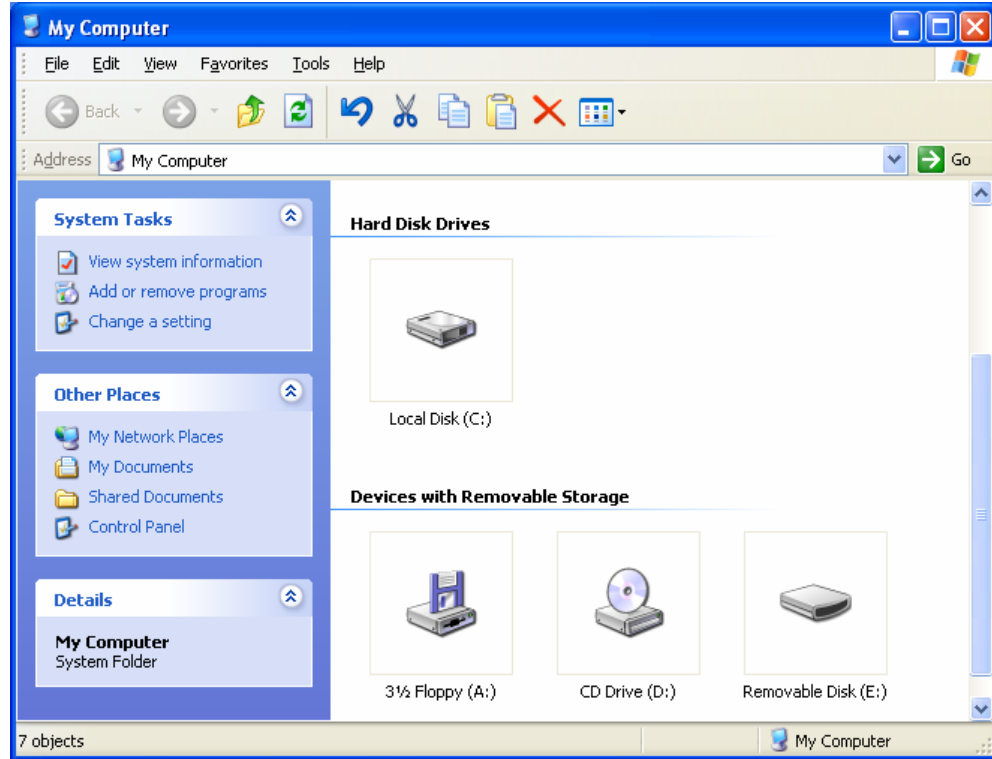 My Computer
File Edit View Favorites Tools Help
Back
Address My Computer Go
System Tasks
View system information
Add or remove programs
Change a setting
Other Places
My Network Places
My Documents
Shared Documents
Control Panel
Details
My Computer
System Folder
Hard Disk Drives
Local Disk (C:)
Devices with Removable Storage
3½ Floppy (A:) CD Drive (D:) Removable Disk (E:)
7 objects My Computer